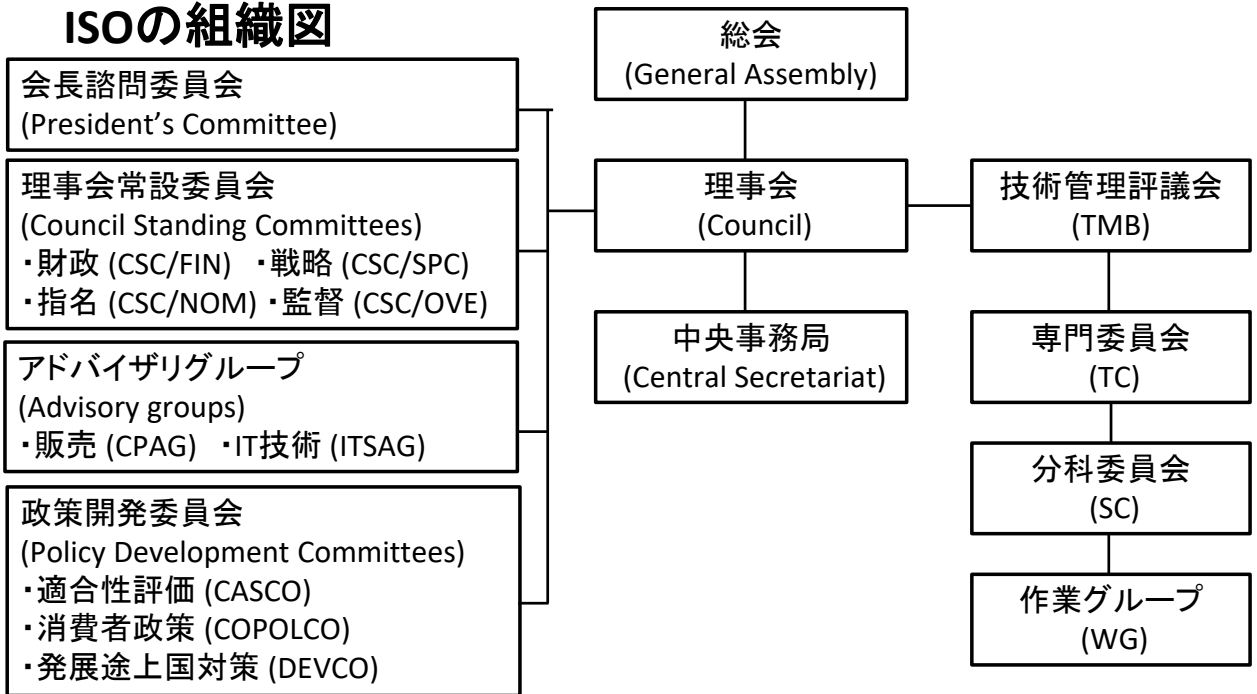 ISOの組織図
会長諮問委員会
(President's Committee)
理事会常設委員会
(Council Standing Committees)
・財政 (CSC/FIN) ・戦略 (CSC/SPC)
・指名 (CSC/NOM) ・監督 (CSC/OVE)
アドバイザリグループ
(Advisory groups)
・販売 (CPAG) ・IT技術 (ITSAG)
政策開発委員会
(Policy Development Committees)
・適合性評価 (CASCO)
・消費者政策 (COPOLCO)
・発展途上国対策 (DEVCO)
総会
(General Assembly)
理事会
(Council)
中央事務局
(Central Secretariat)
技術管理評議会
(TMB)
専門委員会
(TC)
分科委員会
(SC)
作業グループ
(WG)